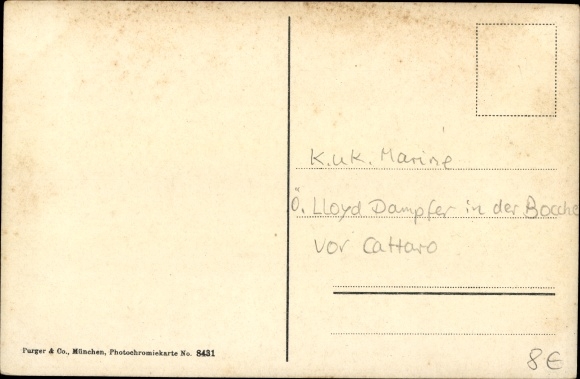 K.u.K. Marine
Ö. Lloyd Dampfer in der Bocche
vor Cattaro
Purger & Co., München, Photochromiekarte No. 8431
8€